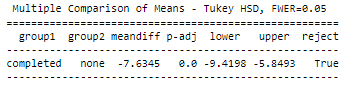 Multiple Comparison of Means - Tukey HSD, FWER=0.05
=====================================================
group1 group2 meandiff p-adj lower upper reject
-----------------------------------------------------
completed none -7.6345 0.0 -9.4198 -5.8493 True
-----------------------------------------------------